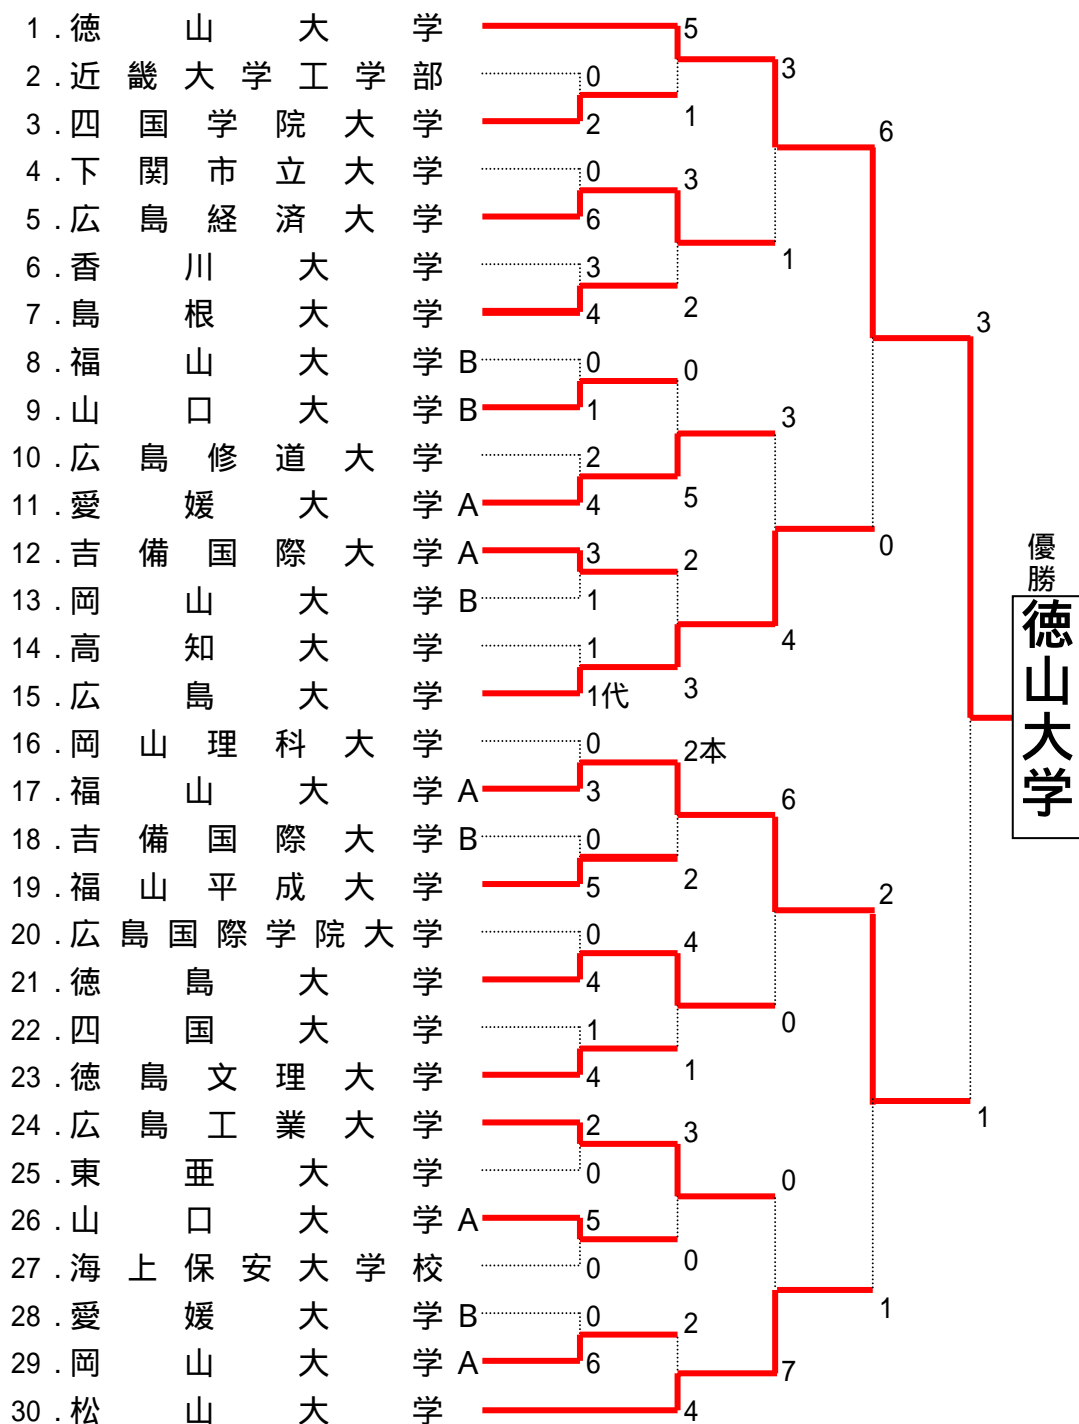 1 . 徳山大学 5
3
2 . 近畿大学工学部 0
1
3 . 四国学院大学 2
6
4 . 下関市立大学 0
3
5 . 広島経済大学 6
1
6 . 香川大学 3
2
7 . 島根大学 4
3
8 . 福山大学 B 0
0
9 . 山口大学 B 1
3
10 . 広島修道大学 2
5
11 . 愛媛大学 A 4
0
12 . 吉備国際大学 A 3
2
13 . 岡山大学 B 1
4
14 . 高知大学 1
3
15 . 広島大学 1代
16 . 岡山理科大学 0
2本
17 . 福山大学 A 3
6
18 . 吉備国際大学 B 0
2
19 . 福山平成大学 5
2
20 . 広島国際学院大学 0
4
21 . 徳島大学 4
0
22 . 四国大学 1
1
23 . 徳島文理大学 4
1
24 . 広島工業大学 2
3
25 . 東亜大学 0
0
26 . 山口大学 A 5
0
27 . 海上保安大学校 0
1
28 . 愛媛大学 B 0
2
29 . 岡山大学 A 6
7
30 . 松山大学 4
優勝
徳山大学